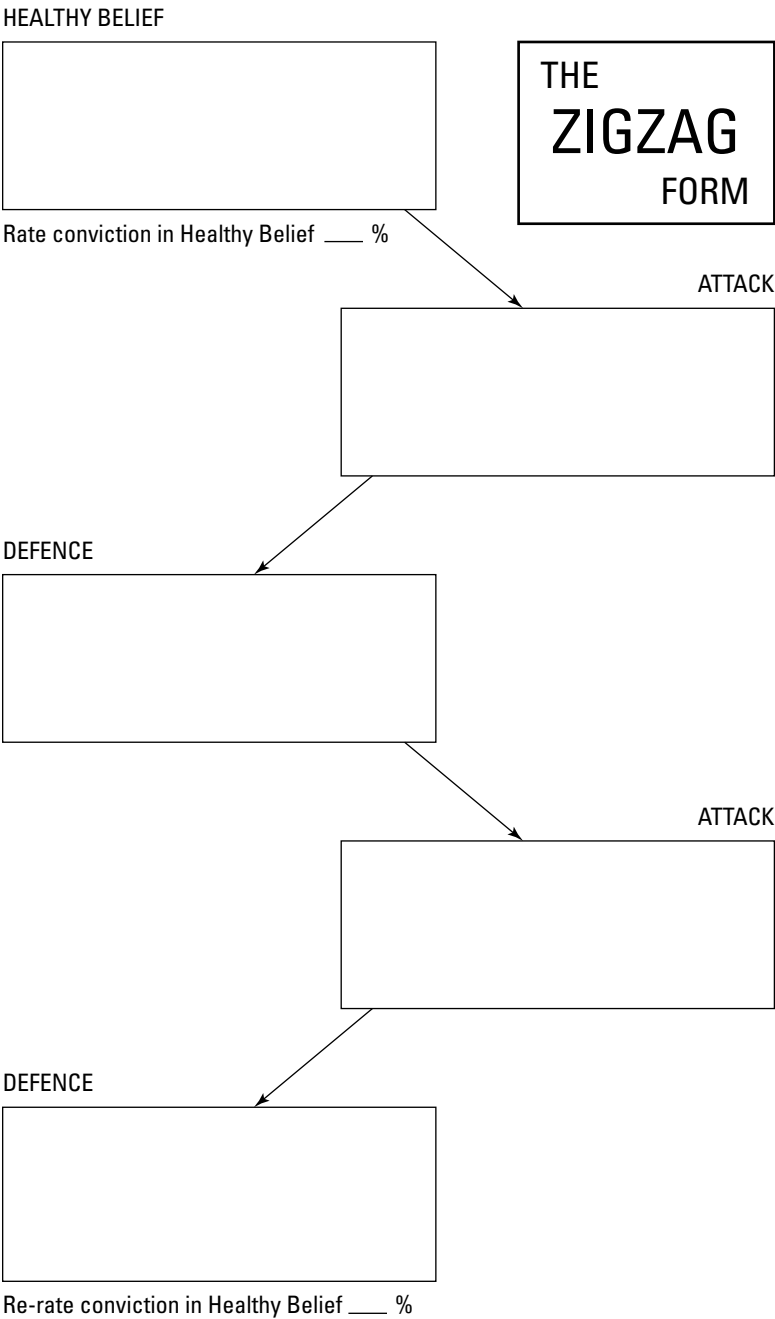 HEALTHY BELIEF
THE
ZIGZAG
FORM
Rate conviction in Healthy Belief ___ %
ATTACK
DEFENCE
ATTACK
DEFENCE
Re-rate conviction in Healthy Belief ___ %